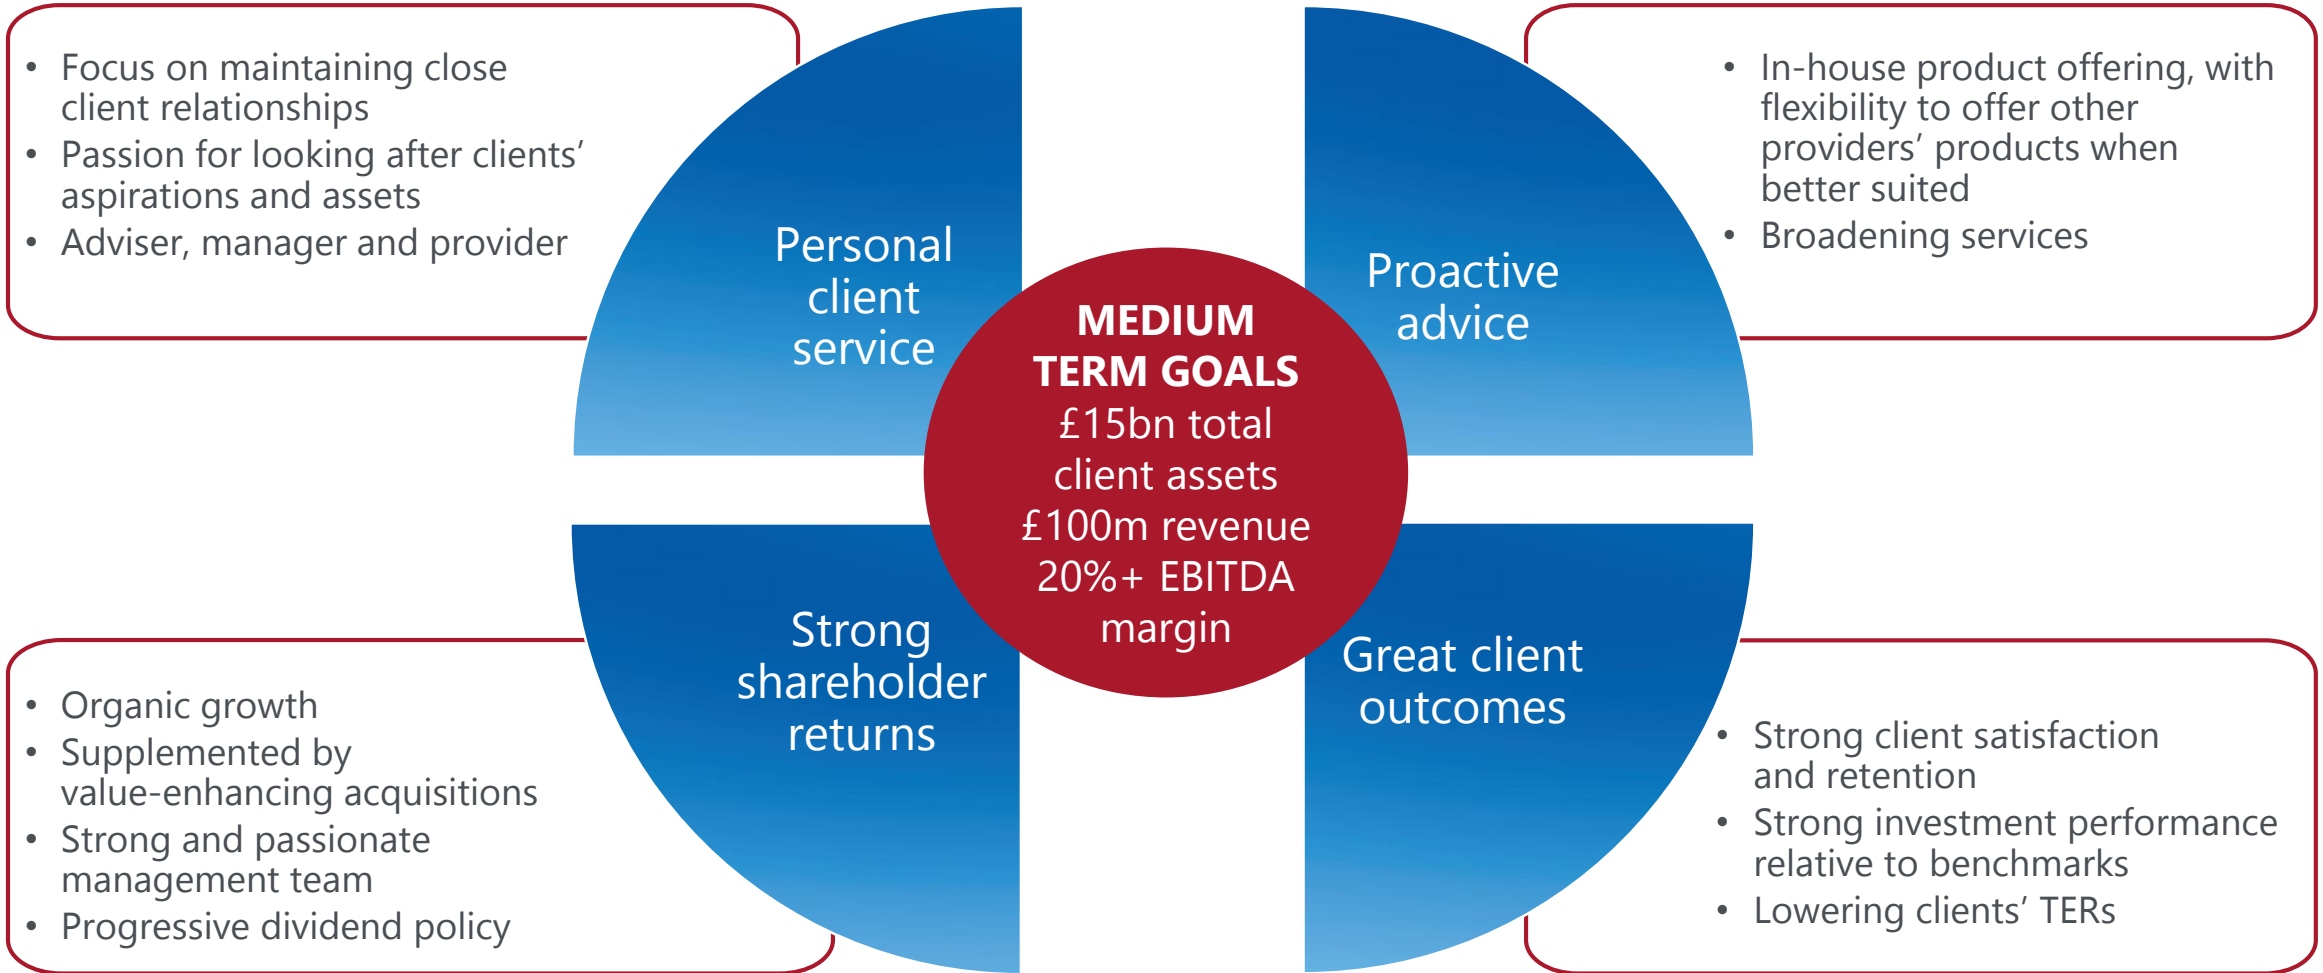 • Focus on maintaining close
client relationships
• Passion for looking after clients’
aspirations and assets
• Adviser, manager and provider
Personal
client
service
Proactive
advice
• In-house product offering, with
flexibility to offer other
providers’ products when
better suited
• Broadening services
MEDIUM
TERM GOALS
£15bn total
client assets
£100m revenue
20%+ EBITDA
margin
• Organic growth
• Supplemented by
value-enhancing acquisitions
• Strong and passionate
management team
• Progressive dividend policy
Strong
shareholder
returns
Great client
outcomes
• Strong client satisfaction
and retention
• Strong investment performance
relative to benchmarks
• Lowering clients’ TERs